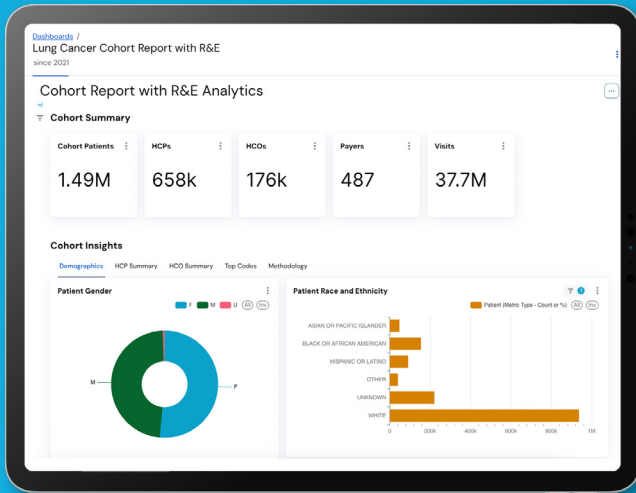 Dashboards /
Lung Cancer Cohort Report with R&E
since 2021
Cohort Report with R&E Analytics
Cohort Summary
Cohort Patients
HCPs
HCOs
Payers
Visits
1.49M
658k
176k
487
37.7M
Cohort Insights
Demographics HCP Summary HCO Summary Top Codes Methodology
Patient Gender
F M U All Inv
M
F
Patient Race and Ethnicity
1
Patient (Metric Type - Count or %) All Inv
ASIAN OR PACIFIC ISLANDER
BLACK OR AFRICAN AMERICAN
HISPANIC OR LATINO
OTHER
UNKNOWN
WHITE
0 200k 400k 600k 800k 1M